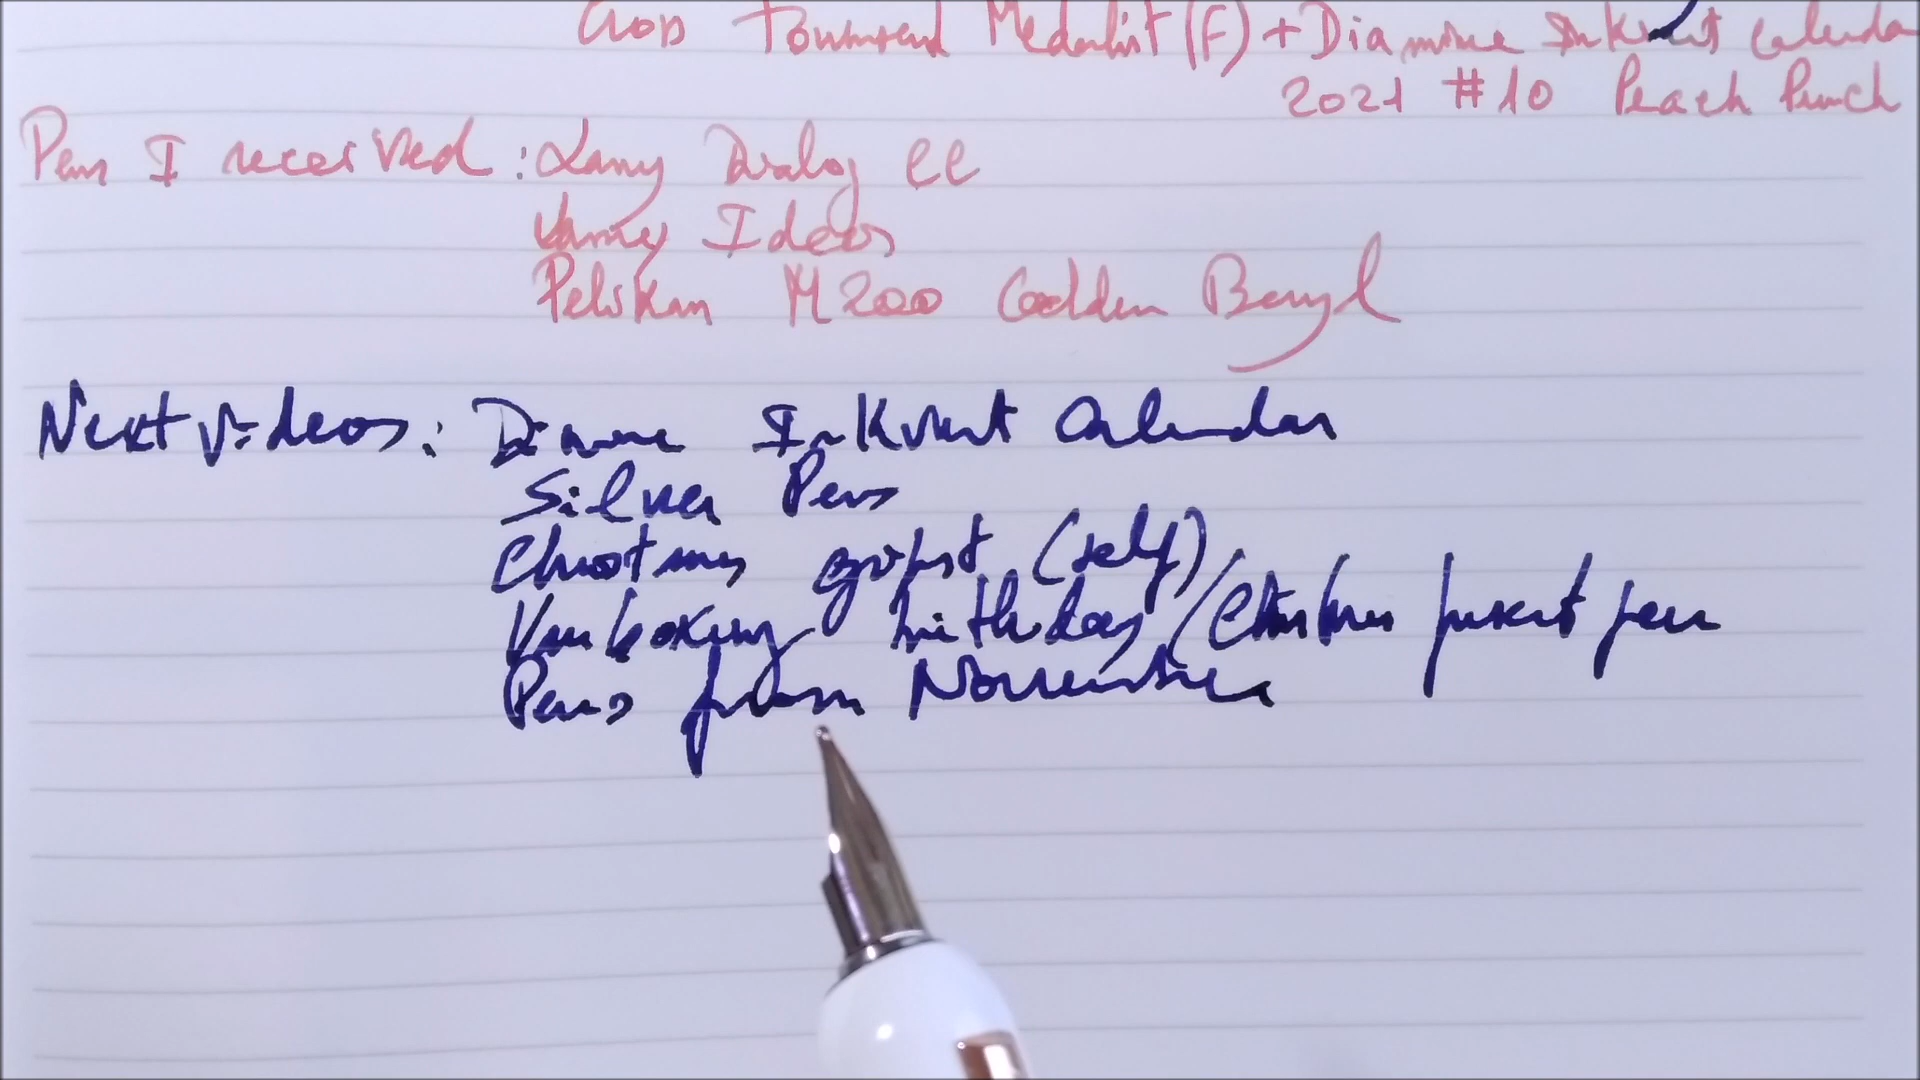 Cross Townsend Medalist (F) + Diamine Inkvent Calendar
2021 #10 Peach Punch
Pens I received: Lamy Dialog CC
Lamy Ideos
Pelikan M200 Golden Beryl
Next videos: Diamine Inkvent Calendar
Silver Pens
Christmas (self)
Unboxing birthday / Christmas present pen
Pens from November